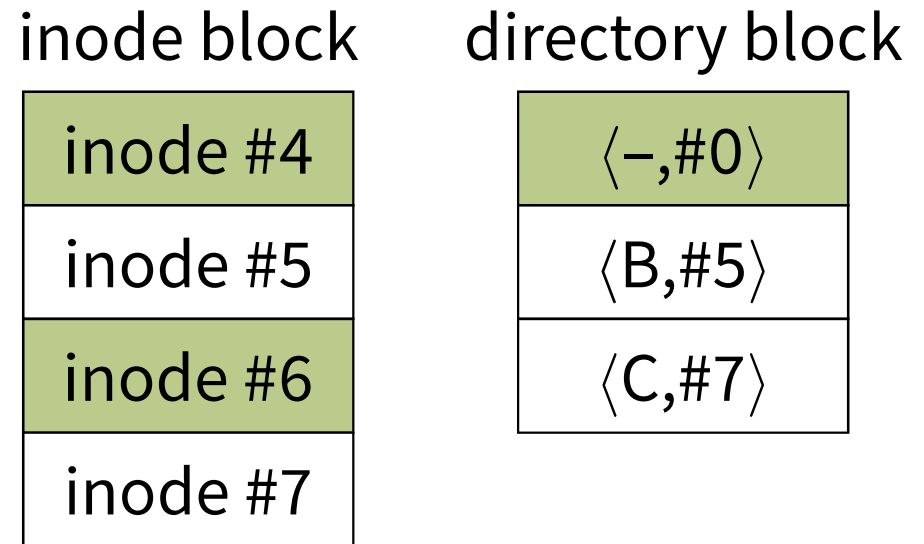 inode block
inode #4
inode #5
inode #6
inode #7
directory block
⟨–,#0⟩
⟨B,#5⟩
⟨C,#7⟩